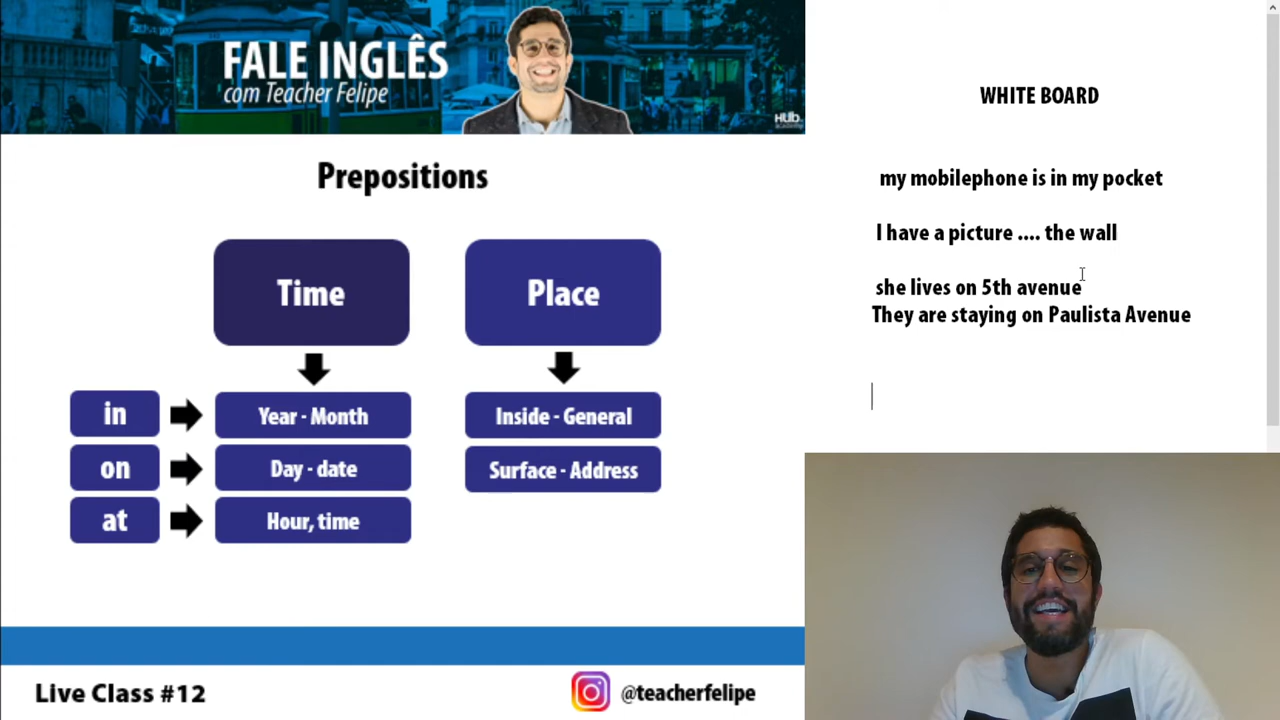 FALE INGLÊS
com Teacher Felipe
HUB
academy
Prepositions
Time
Place
in
Year - Month
Inside - General
on
Day - date
Surface - Address
at
Hour, time
Live Class #12
@teacherfelipe
WHITE BOARD
my mobilephone is in my pocket
I have a picture .... the wall
she lives on 5th avenue
They are staying on Paulista Avenue